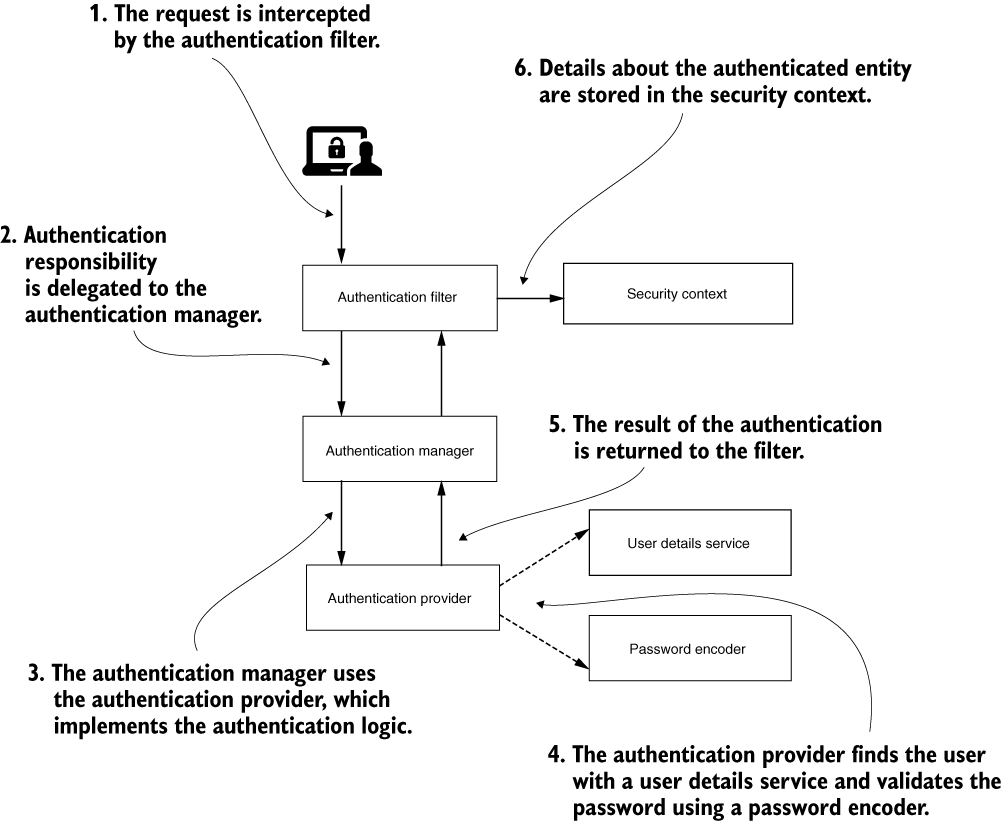 1. The request is intercepted
by the authentication filter.
6. Details about the authenticated entity
are stored in the security context.
2. Authentication
responsibility
is delegated to the
authentication manager.
Authentication filter
Security context
Authentication manager
5. The result of the authentication
is returned to the filter.
User details service
Authentication provider
Password encoder
3. The authentication manager uses
the authentication provider, which
implements the authentication logic.
4. The authentication provider finds the user
with a user details service and validates the
password using a password encoder.